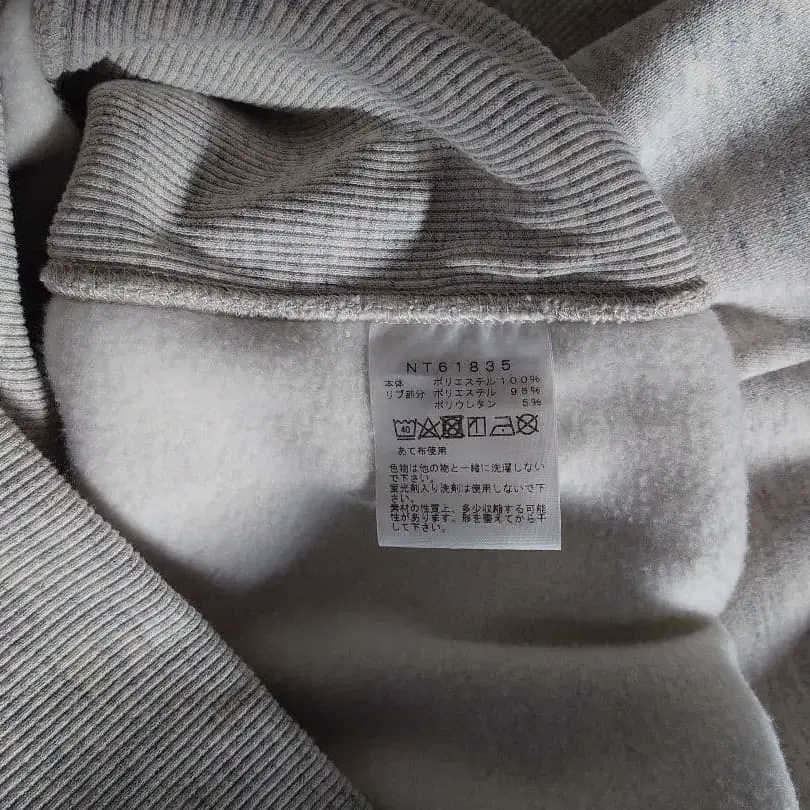 NT61835
本体 ポリエステル100%
リブ部分 ポリエステル 95%
ポリウレタン 5%
40
あて布使用
色物は他の物と一緒に洗濯しない
で下さい。
蛍光剤入り洗剤は使用しないで下
さい。
素材の性質上、多少収縮する可能
性があります。形を整えてから干
して下さい。